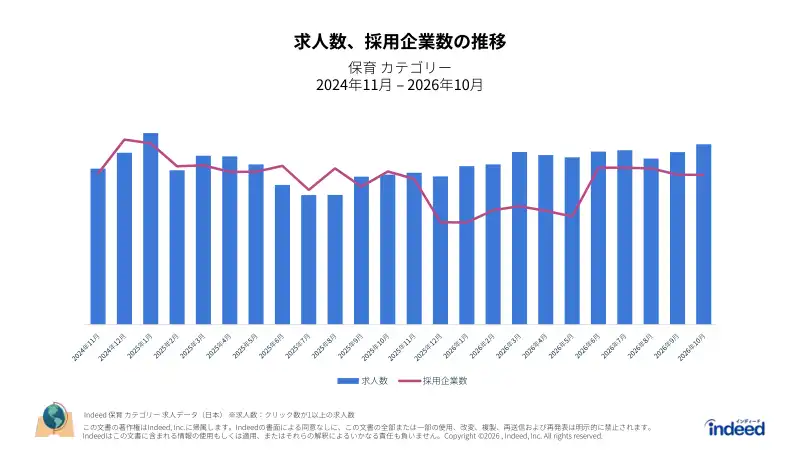 求人数、採用企業数の推移
保育 カテゴリー
2024年11月 – 2026年10月
2024年11月
2024年12月
2025年1月
2025年2月
2025年3月
2025年4月
2025年5月
2025年6月
2025年7月
2025年8月
2025年9月
2025年10月
2025年11月
2025年12月
2026年1月
2026年2月
2026年3月
2026年4月
2026年5月
2026年6月
2026年7月
2026年8月
2026年9月
2026年10月
求人数 採用企業数
Indeed 保育 カテゴリー 求人データ（日本） ※求人数：クリック数が1以上の求人数
この文書の著作権はIndeed, Inc.に帰属します。Indeedの書面による同意なしに、この文書の全部または一部の使用、改変、複製、再送信および再発表は明示的に禁止されます。
Indeedはこの文書に含まれる情報の使用もしくは適用、またはそれらの解釈によるいかなる責任も負いません。Copyright ©2026 , Indeed, Inc. All rights reserved.
インディード
indeed